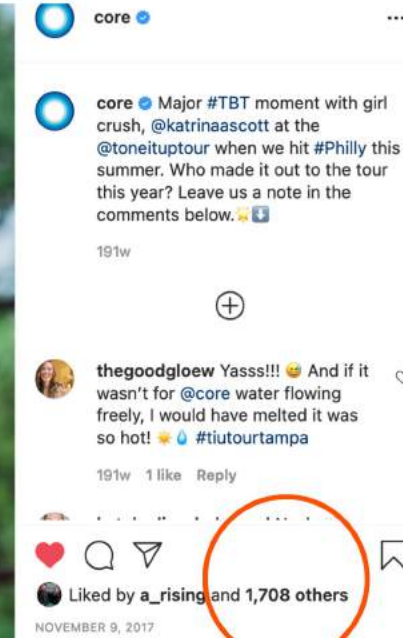 core
core Major #TBT moment with girl
crush, @katrinaascott at the
@toneituptour when we hit #Philly this
summer. Who made it out to the tour
this year? Leave us a note in the
comments below.
191w
thegoodgloew Yasss!!! 😅 And if it
wasn't for @core water flowing
freely, I would have melted it was
so hot! ☀️💧 #tiutourtampa
191w 1 like Reply
Liked by a_rising and 1,708 others
NOVEMBER 9, 2017